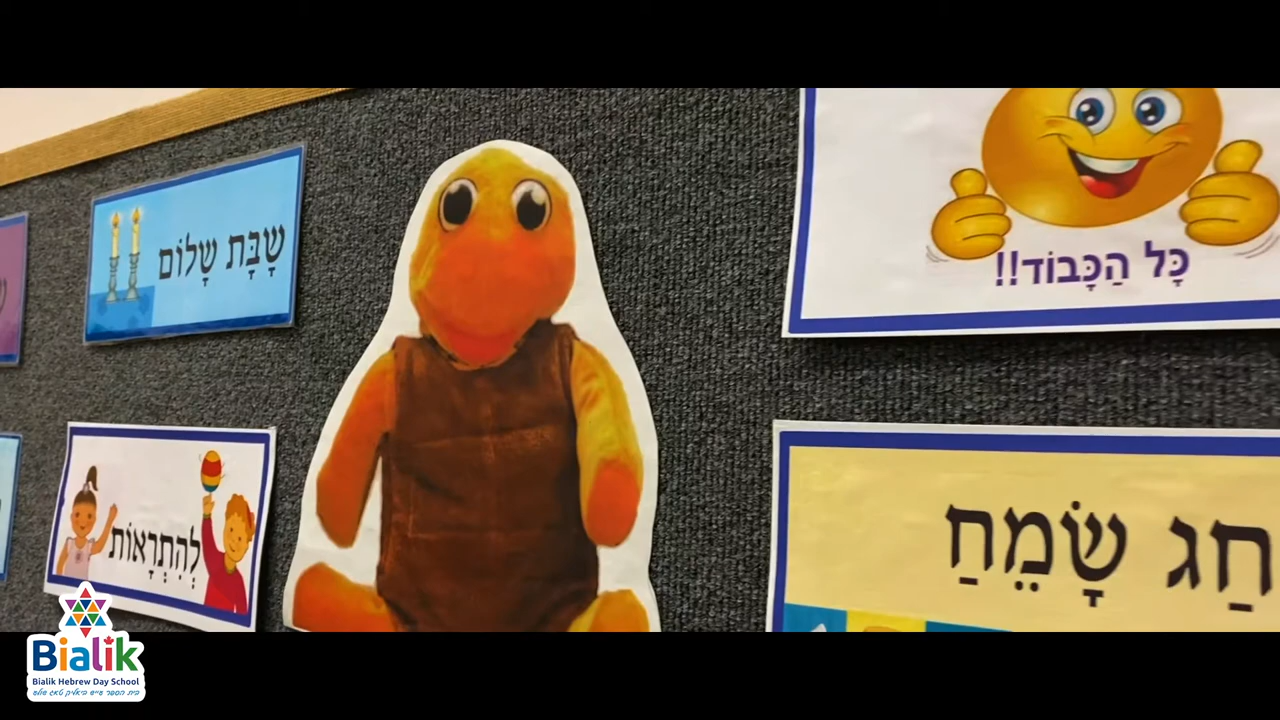 שַׁבָּת שָׁלוֹם
כָּל הַכָּבוֹד!!
לְהִתְרָאוֹת
חַג שָׂמֵחַ
Bialik
Bialik Hebrew Day School